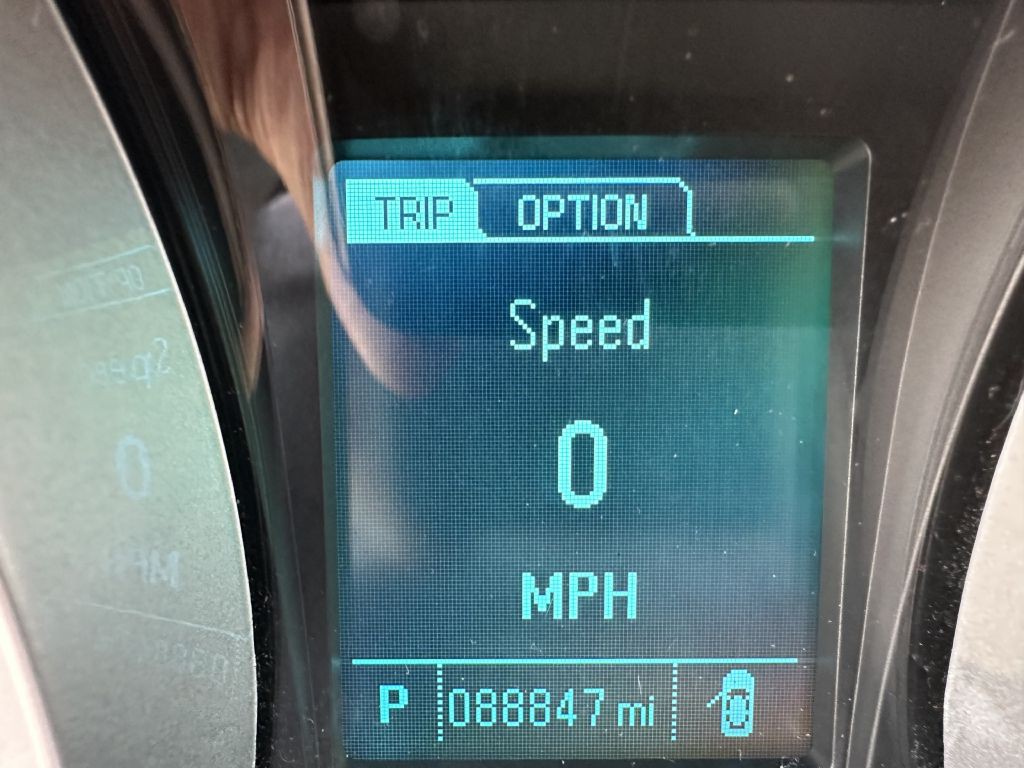 TRIP OPTION
Speed
0
MPH
P 088847 mi